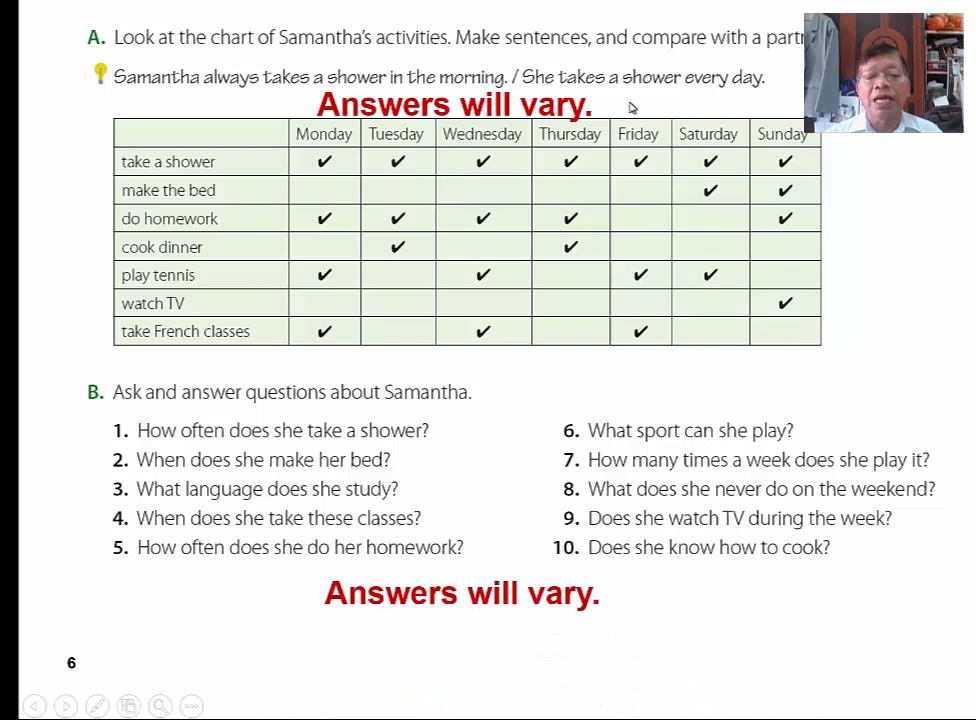 A. Look at the chart of Samantha's activities. Make sentences, and compare with a partr
Samantha always takes a shower in the morning. / She takes a shower every day.
Answers will vary.
Monday Tuesday Wednesday Thursday Friday Saturday Sunday
take a shower ✔ ✔ ✔ ✔ ✔ ✔ ✔
make the bed ✔ ✔
do homework ✔ ✔ ✔ ✔ ✔
cook dinner ✔ ✔
play tennis ✔ ✔ ✔ ✔
watch TV ✔
take French classes ✔ ✔ ✔
B. Ask and answer questions about Samantha.
1. How often does she take a shower?
2. When does she make her bed?
3. What language does she study?
4. When does she take these classes?
5. How often does she do her homework?
6. What sport can she play?
7. How many times a week does she play it?
8. What does she never do on the weekend?
9. Does she watch TV during the week?
10. Does she know how to cook?
Answers will vary.
6